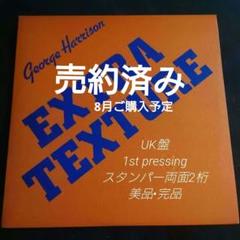 George Harrison
売約済み
8月ご購入予定
EXTRA
TEXTURE
UK盤
1st pressing
スタンパー両面2桁
美品•完品